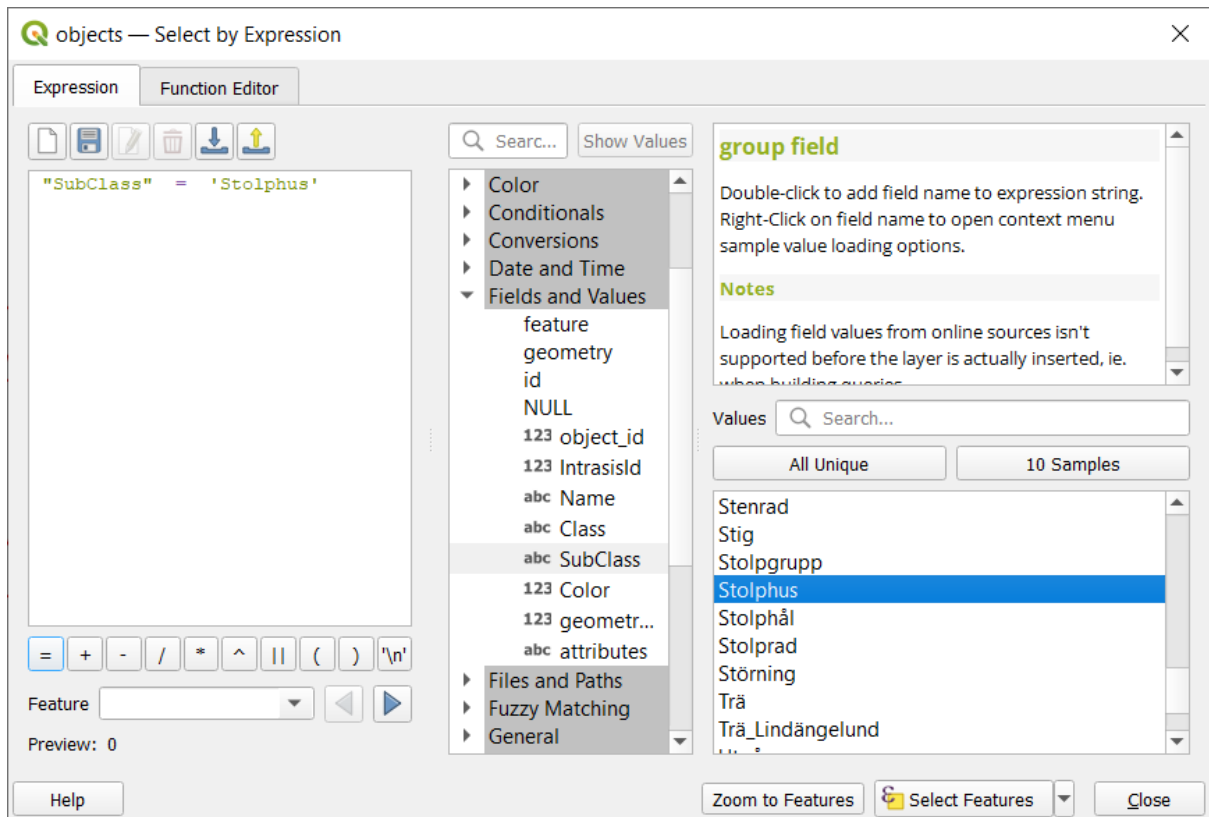 objects — Select by Expression
Expression
Function Editor
"SubClass" = 'Stolphus'
= + - / * ^ || ( ) '\n'
Feature
Preview: 0
Searc...
Show Values
Color
Conditionals
Conversions
Date and Time
Fields and Values
feature
geometry
id
NULL
123 object_id
123 IntrasisId
abc Name
abc Class
abc SubClass
123 Color
123 geometr...
abc attributes
Files and Paths
Fuzzy Matching
General
group field
Double-click to add field name to expression string.
Right-Click on field name to open context menu
sample value loading options.
Notes
Loading field values from online sources isn't
supported before the layer is actually inserted, ie.
when building queries
Values
Search...
All Unique
10 Samples
Stenrad
Stig
Stolpgrupp
Stolphus
Stolphål
Stolprad
Störning
Trä
Trä_Lindängelund
Help
Zoom to Features
Select Features
Close